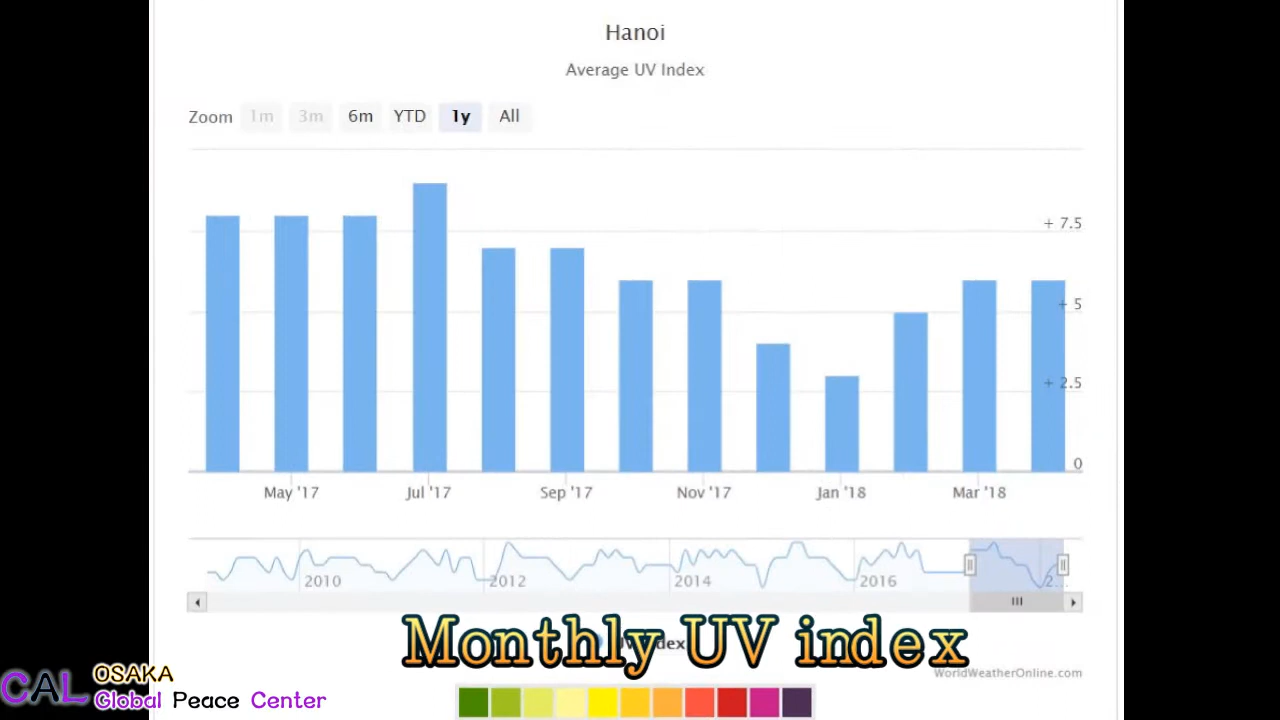 Hanoi
Average UV Index
Zoom 1m 3m 6m YTD 1y All
+ 7.5
+ 5
+ 2.5
0
May '17 Jul '17 Sep '17 Nov '17 Jan '18 Mar '18
2010 2012 2014 2016 2...
Monthly UV index
WorldWeatherOnline.com
CAL OSAKA
Global Peace Center